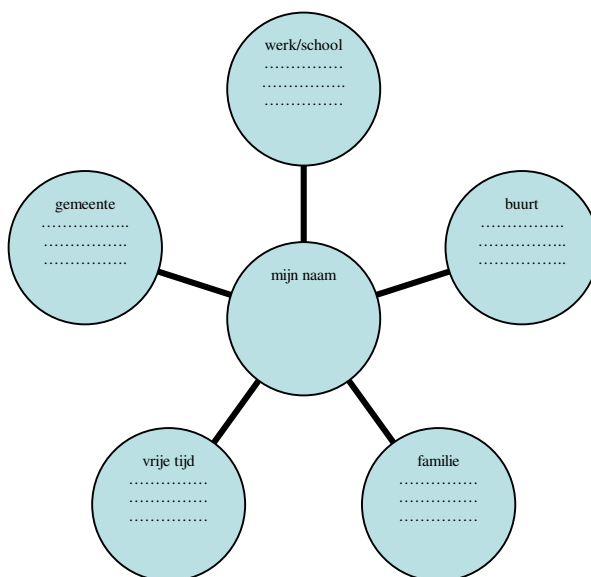 werk/school
……………
…………….
……………
gemeente
……………..
…………….
…………….
buurt
…………….
……………..
……………..
mijn naam
vrije tijd
……………
……………
……………
familie
……………
……………
……………